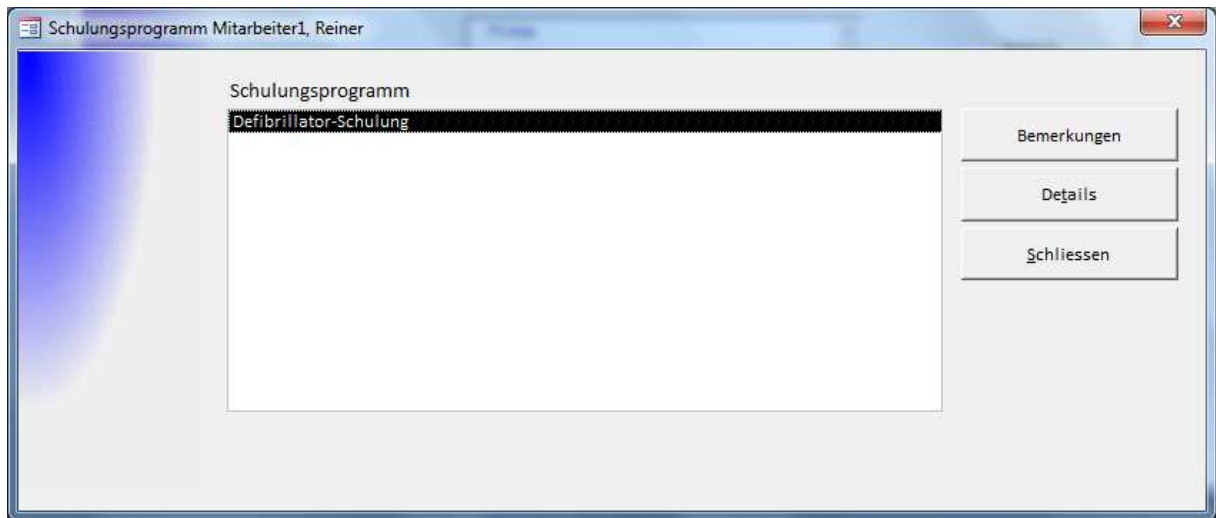 Schulungsprogramm Mitarbeiter1, Reiner
Schulungsprogramm
Defibrillator-Schulung
Bemerkungen
Details
Schliessen